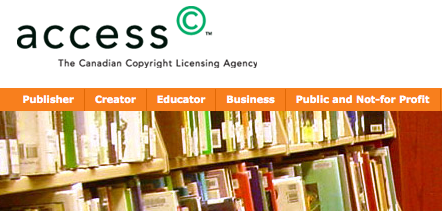 access©™
The Canadian Copyright Licensing Agency
Publisher Creator Educator Business Public and Not-for Profit